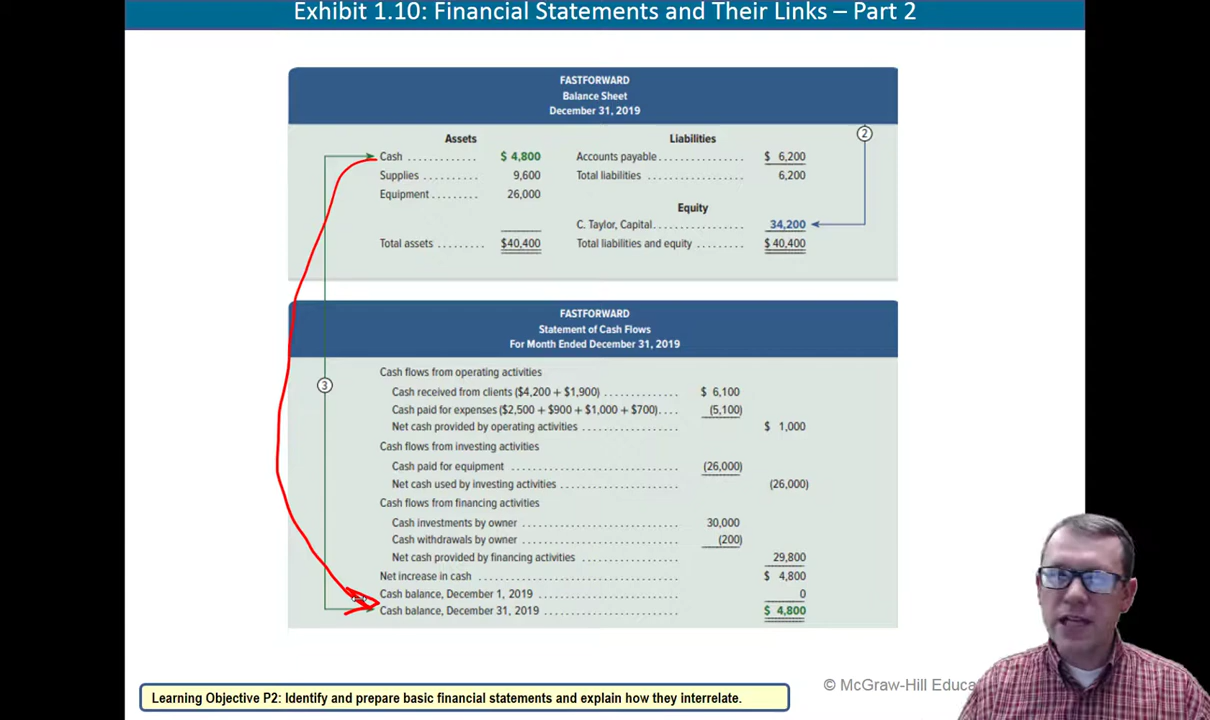 Exhibit 1.10: Financial Statements and Their Links – Part 2
FASTFORWARD
Balance Sheet
December 31, 2019
2
Assets Liabilities
Cash ............ $ 4,800 Accounts payable ............... $ 6,200
Supplies .......... 9,600 Total liabilities ................ 6,200
Equipment ........ 26,000
Equity
C. Taylor, Capital ............... 34,200
Total assets ........ $40,400 Total liabilities and equity ......... $ 40,400
FASTFORWARD
Statement of Cash Flows
For Month Ended December 31, 2019
Cash flows from operating activities
3
Cash received from clients ($4,200 + $1,900) ............. $ 6,100
Cash paid for expenses ($2,500 + $900 + $1,000 + $700).... (5,100)
Net cash provided by operating activities ................ $ 1,000
Cash flows from investing activities
Cash paid for equipment ............................. (26,000)
Net cash used by investing activities .................... (26,000)
Cash flows from financing activities
Cash investments by owner ........................... 30,000
Cash withdrawals by owner ........................... (200)
Net cash provided by financing activities ................. 29,800
Net increase in cash .................................. $ 4,800
Cash balance, December 1, 2019 ......................... 0
Cash balance, December 31, 2019 ....................... $ 4,800
© McGraw-Hill Educa
Learning Objective P2: Identify and prepare basic financial statements and explain how they interrelate.